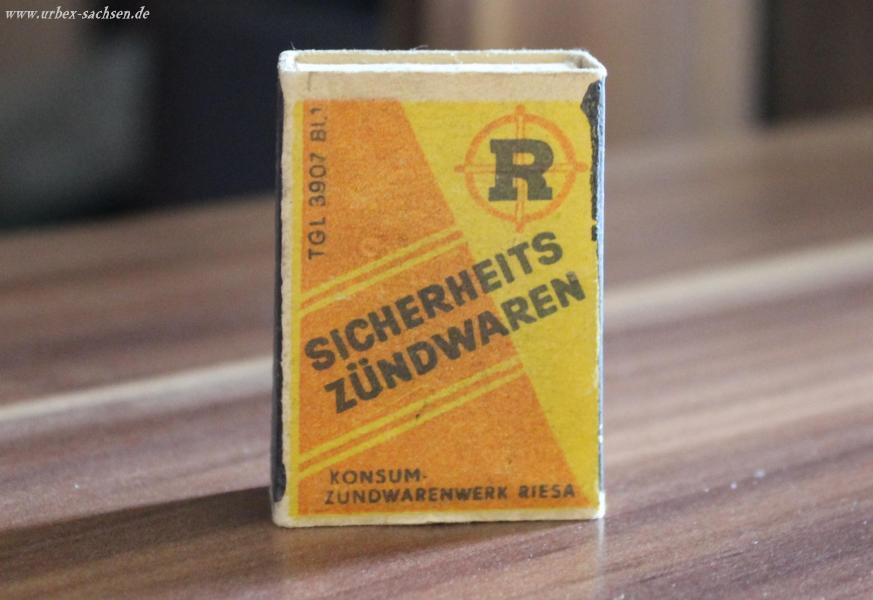 www.urbex-sachsen.de
TGL 3907 Bl.1
R
SICHERHEITS
ZÜNDWAREN
KONSUM-
ZÜNDWARENWERK RIESA